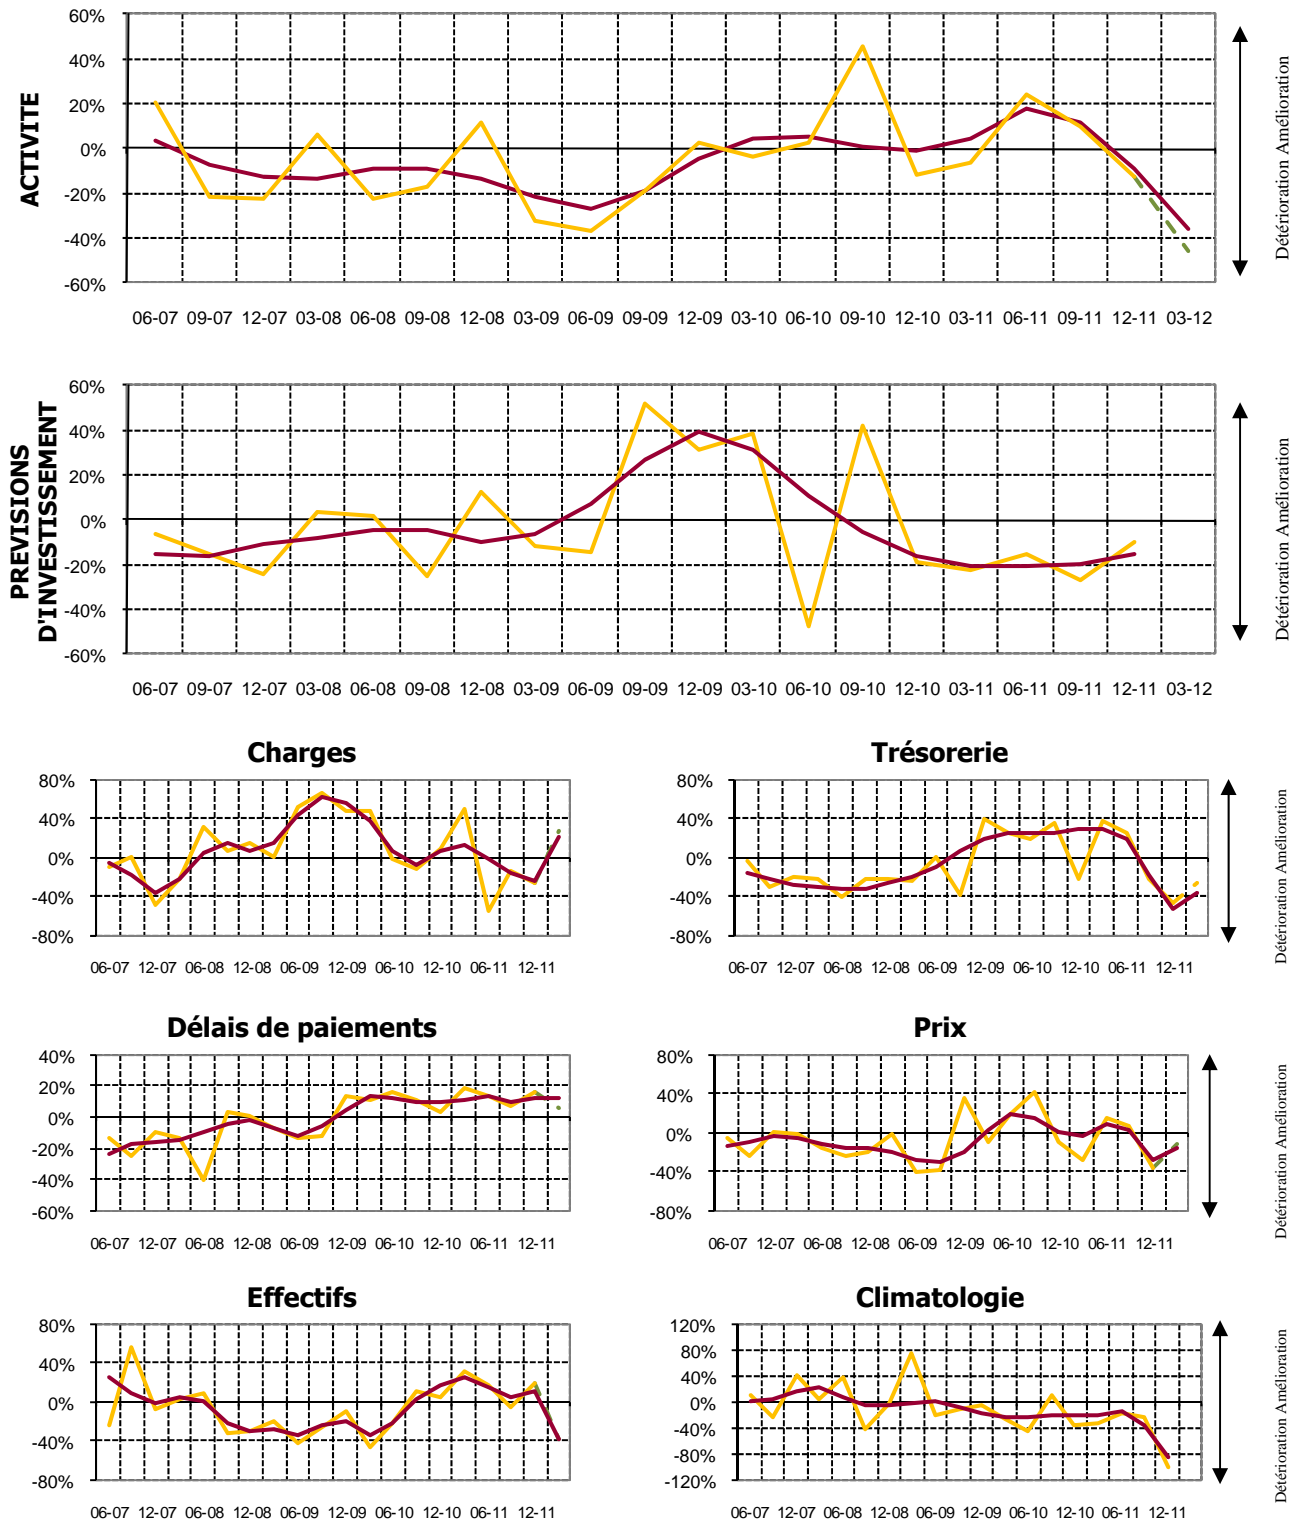 60%
40%
20%
0%
-20%
-40%
-60%
ACTIVITE
Détérioration Amélioration
06-07 09-07 12-07 03-08 06-08 09-08 12-08 03-09 06-09 09-09 12-09 03-10 06-10 09-10 12-10 03-11 06-11 09-11 12-11 03-12
60%
40%
20%
0%
-20%
-40%
-60%
PREVISIONS
D'INVESTISSEMENT
Détérioration Amélioration
06-07 09-07 12-07 03-08 06-08 09-08 12-08 03-09 06-09 09-09 12-09 03-10 06-10 09-10 12-10 03-11 06-11 09-11 12-11 03-12
Charges
80%
40%
0%
-40%
-80%
06-07 12-07 06-08 12-08 06-09 12-09 06-10 12-10 06-11 12-11
Trésorerie
80%
40%
0%
-40%
-80%
06-07 12-07 06-08 12-08 06-09 12-09 06-10 12-10 06-11 12-11
Détérioration Amélioration
Délais de paiements
40%
20%
0%
-20%
-40%
-60%
06-07 12-07 06-08 12-08 06-09 12-09 06-10 12-10 06-11 12-11
Prix
80%
40%
0%
-40%
-80%
06-07 12-07 06-08 12-08 06-09 12-09 06-10 12-10 06-11 12-11
Détérioration Amélioration
Effectifs
80%
40%
0%
-40%
-80%
06-07 12-07 06-08 12-08 06-09 12-09 06-10 12-10 06-11 12-11
Climatologie
120%
80%
40%
0%
-40%
-80%
-120%
06-07 12-07 06-08 12-08 06-09 12-09 06-10 12-10 06-11 12-11
Détérioration Amélioration